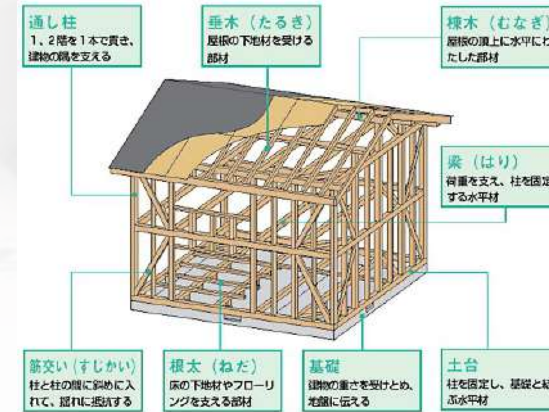 通し柱
1、2階を1本で貫き、
建物の隅を支える
垂木（たるき）
屋根の下地材を受ける
部材
棟木（むなぎ）
屋根の頂上に水平にわ
たした部材
梁（はり）
荷重を支え、柱を固定
する水平材
筋交い（すじかい）
柱と柱の間に斜めに入
れて、揺れに抵抗する
根太（ねだ）
床の下地材やフローリ
ングを支える部材
基礎
建物の重さを受けとめ、
地盤に伝える
土台
柱を固定し、基礎と結
ぶ水平材